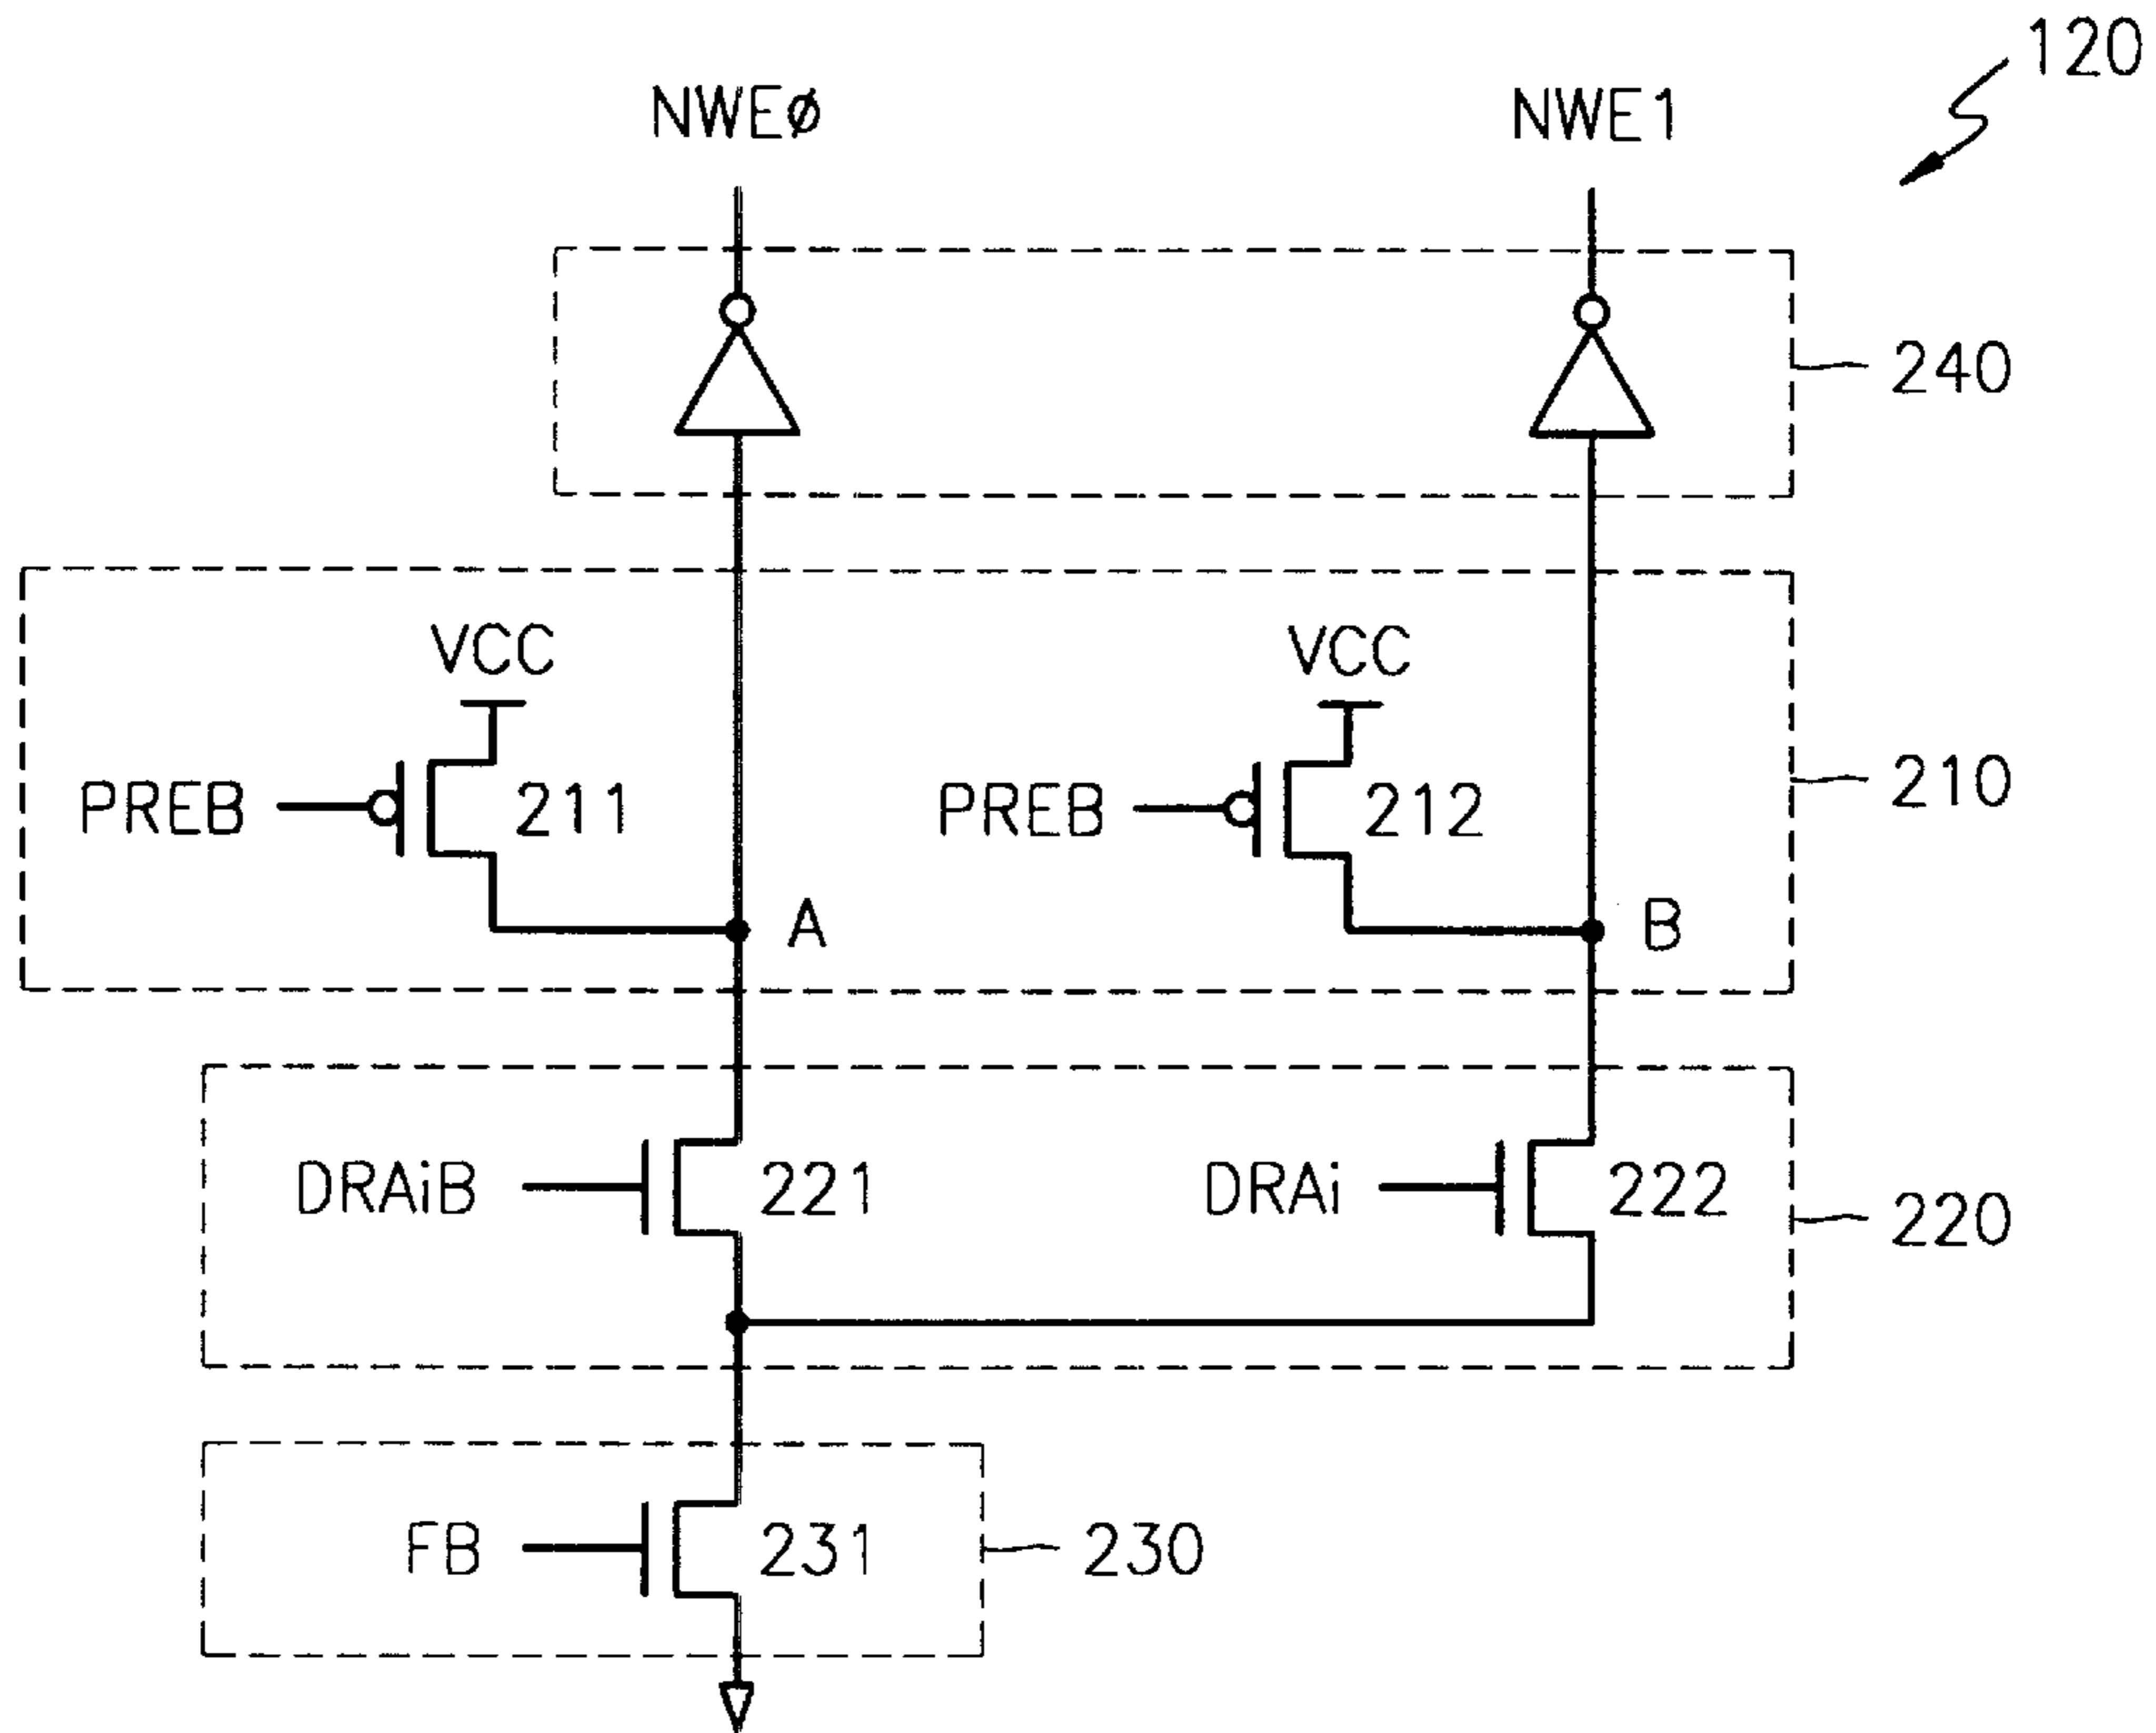 120
NWEø NWE1
240
VCC VCC
PREB 211 PREB 212 210
A B
DRAiB 221 DRAi 222 220
FB 231 230